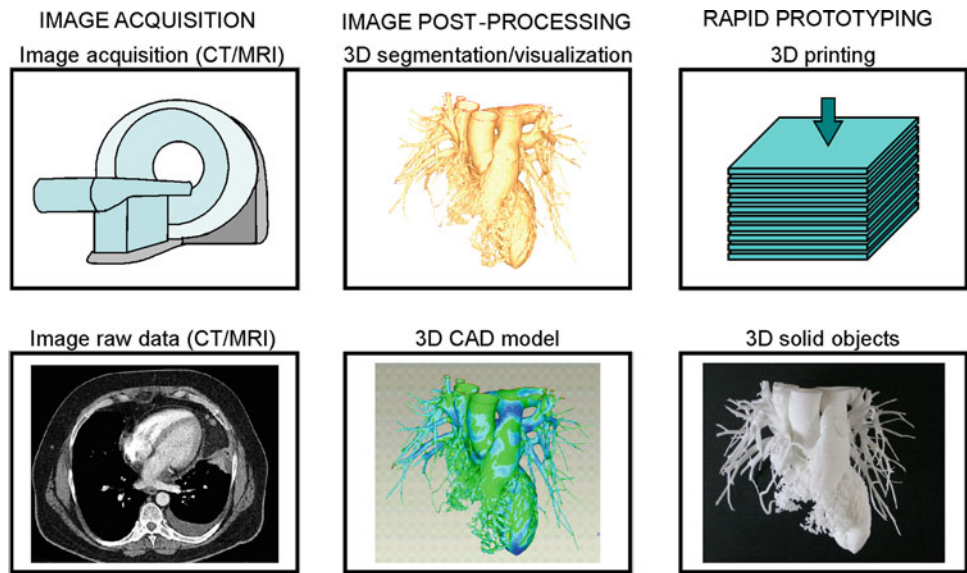 IMAGE ACQUISITION
Image acquisition (CT/MRI)
IMAGE POST-PROCESSING
3D segmentation/visualization
RAPID PROTOTYPING
3D printing
Image raw data (CT/MRI)
3D CAD model
3D solid objects